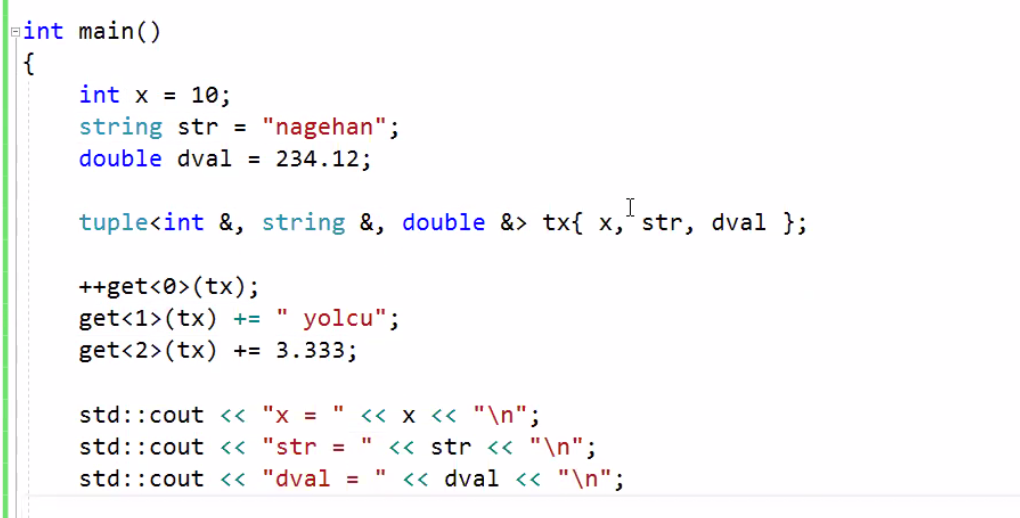 int main()
{
int x = 10;
string str = "nagehan";
double dval = 234.12;
tuple<int &, string &, double &> tx{ x, str, dval };
++get<0>(tx);
get<1>(tx) += " yolcu";
get<2>(tx) += 3.333;
std::cout << "x = " << x << "\n";
std::cout << "str = " << str << "\n";
std::cout << "dval = " << dval << "\n";